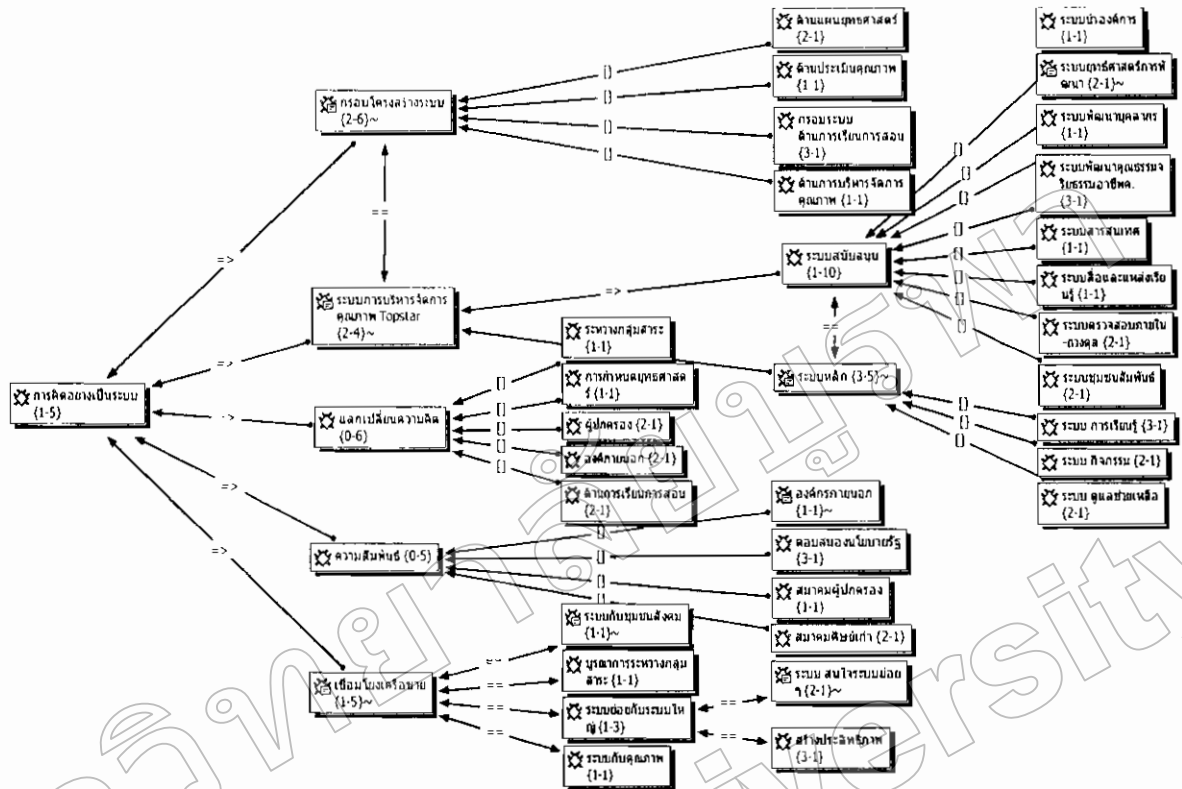 การคิดอย่างเป็นระบบ
{1-5}
=>
=>
=>
=>
=>
กรอบโครงสร้างระบบ
{2-6}~
==
ระบบการบริหารจัดการ
คุณภาพ Topstar
{2-4}~
แลกเปลี่ยนความคิด
{0-6}
ความสัมพันธ์ {0-5}
เชื่อมโยงเครือข่าย
{1-5}~
[]
[]
[]
[]
ด้านแผนยุทธศาสตร์
{2-1}
ด้านประเมินคุณภาพ
{1-1}
กรอบระบบ
ด้านการเรียนการสอน
{3-1}
ด้านการบริหารจัดการ
คุณภาพ {1-1}
=>
ระบบสนับสนุน
{1-10}
==
ระบบหลัก {3-5}~
[]
[]
[]
[]
[]
[]
[]
[]
ระบบนำองค์การ
{1-1}
ระบบยุทธศาสตร์การพั
ฒนา {2-1}~
ระบบพัฒนาบุคลากร
{1-1}
ระบบพัฒนาคุณธรรมจ
ริยธรรมอาชีพค.
{3-1}
ระบบสารสนเทศ
{1-1}
ระบบสื่อและแหล่งเรีย
นรู้ {1-1}
ระบบตรวจสอบภายใน
-ถ่วงดุล {2-1}
ระบบชุมชนสัมพันธ์
{2-1}
[]
[]
[]
ระบบ การเรียนรู้ {3-1}
ระบบ กิจกรรม {2-1}
ระบบ ดูแลช่วยเหลือ
{2-1}
[]
[]
[]
[]
[]
ระหว่างกลุ่มสาระ
{1-1}
การกำหนดยุทธศาสต
ร์ {1-1}
ผู้ปกครอง {2-1}
องค์ภายนอก {2-1}
ด้านการเรียนการสอน
{2-1}
[]
[]
[]
[]
องค์กรภายนอก
{1-1}~
ตอบสนองนโยบายรัฐ
{3-1}
สมาคมผู้ปกครอง
{1-1}
สมาคมศิษย์เก่า {2-1}
==
==
==
==
ระบบกับชุมชนสังคม
{1-1}~
บูรณาการระหว่างกลุ่ม
สาระ {1-1}
ระบบย่อยกับระบบให
ญ่ {1-3}
ระบบกับคุณภาพ
{1-1}
==
==
ระบบ สนใจระบบย่อย
ๆ {2-1}~
สร้างประสิทธิภาพ
{3-1}
มหาวิทยาลัยบูรพา
University